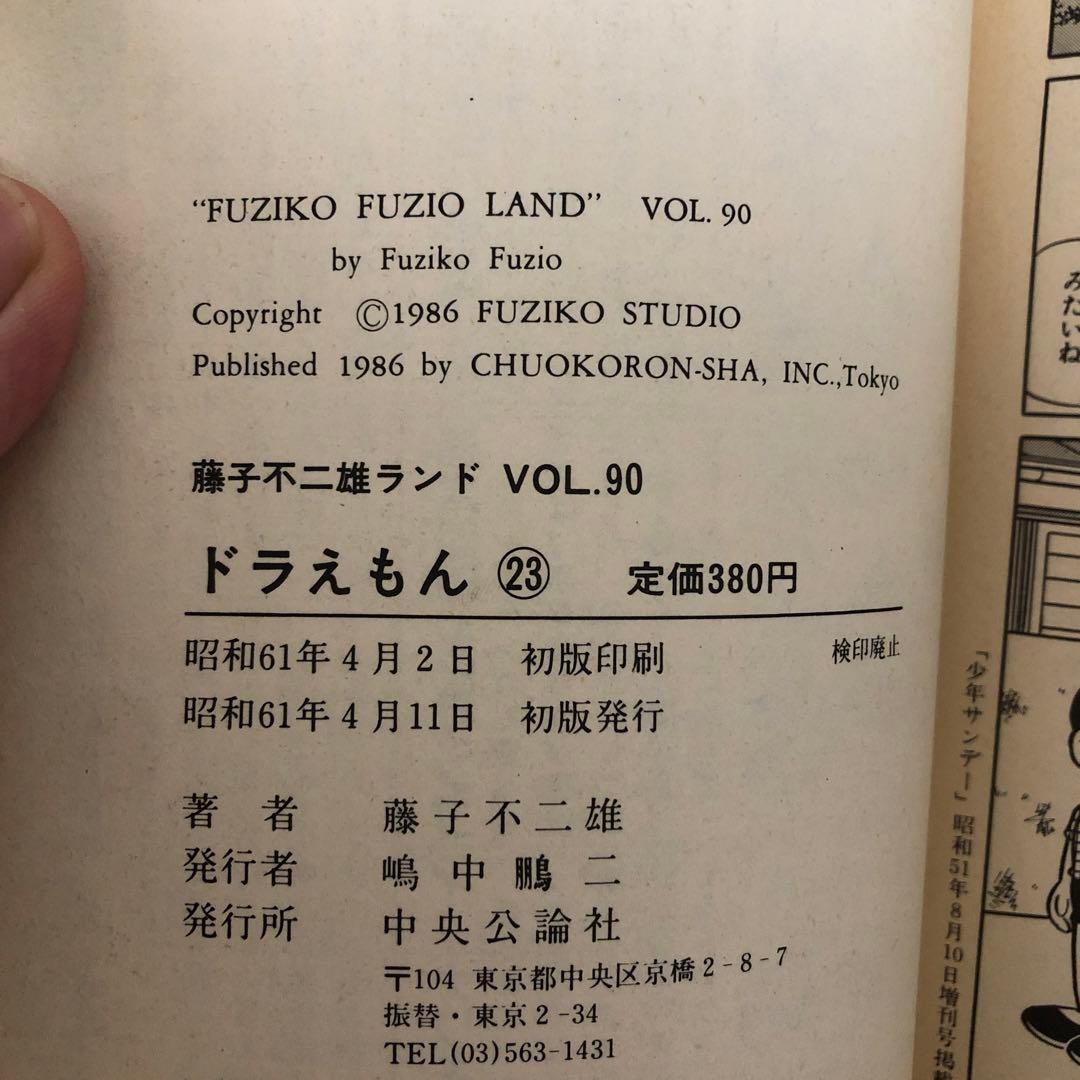 “FUZIKO FUZIO LAND” VOL. 90
by Fuziko Fuzio
Copyright ©1986 FUZIKO STUDIO
Published 1986 by CHUOKORON-SHA, INC.,Tokyo
藤子不二雄ランド VOL.90
ドラえもん ㉓ 定価380円
昭和61年4月2日 初版印刷 検印廃止
昭和61年4月11日 初版発行
著者 藤子不二雄
発行者 嶋中鵬二
発行所 中央公論社
〒104 東京都中央区京橋2-8-7
振替・東京2-34
TEL(03)563-1431
みたいね
「少年サンデー」昭和51年8月10日増刊号掲載